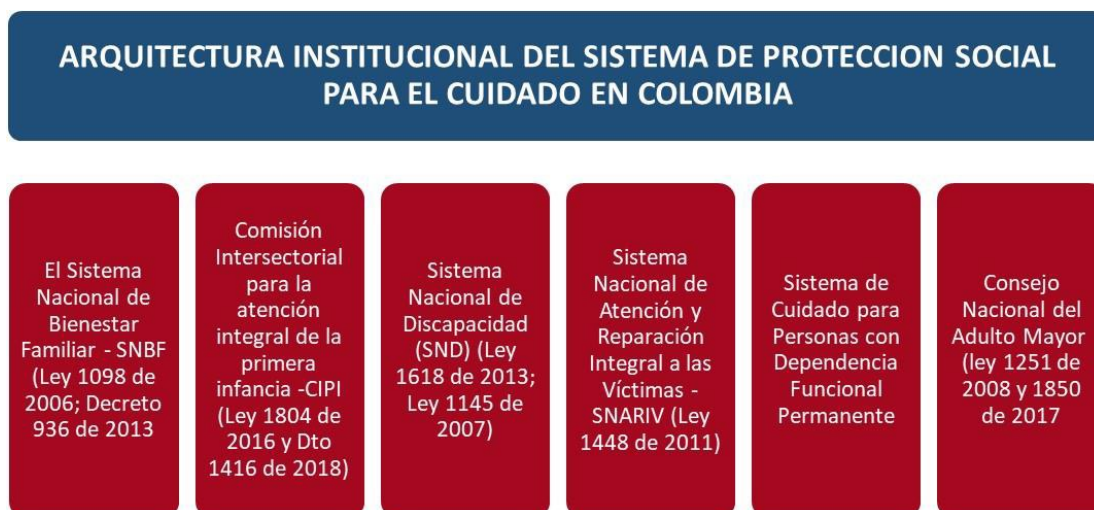 ARQUITECTURA INSTITUCIONAL DEL SISTEMA DE PROTECCION SOCIAL
PARA EL CUIDADO EN COLOMBIA
El Sistema
Nacional de
Bienestar
Familiar - SNBF
(Ley 1098 de
2006; Decreto
936 de 2013
Comisión
Intersectorial
para la
atención
integral de la
primera
infancia -CIPI
(Ley 1804 de
2016 y Dto
1416 de 2018)
Sistema
Nacional de
Discapacidad
(SND) (Ley
1618 de 2013;
Ley 1145 de
2007)
Sistema
Nacional de
Atención y
Reparación
Integral a las
Víctimas -
SNARIV (Ley
1448 de 2011)
Sistema de
Cuidado para
Personas con
Dependencia
Funcional
Permanente
Consejo
Nacional del
Adulto Mayor
(ley 1251 de
2008 y 1850
de 2017